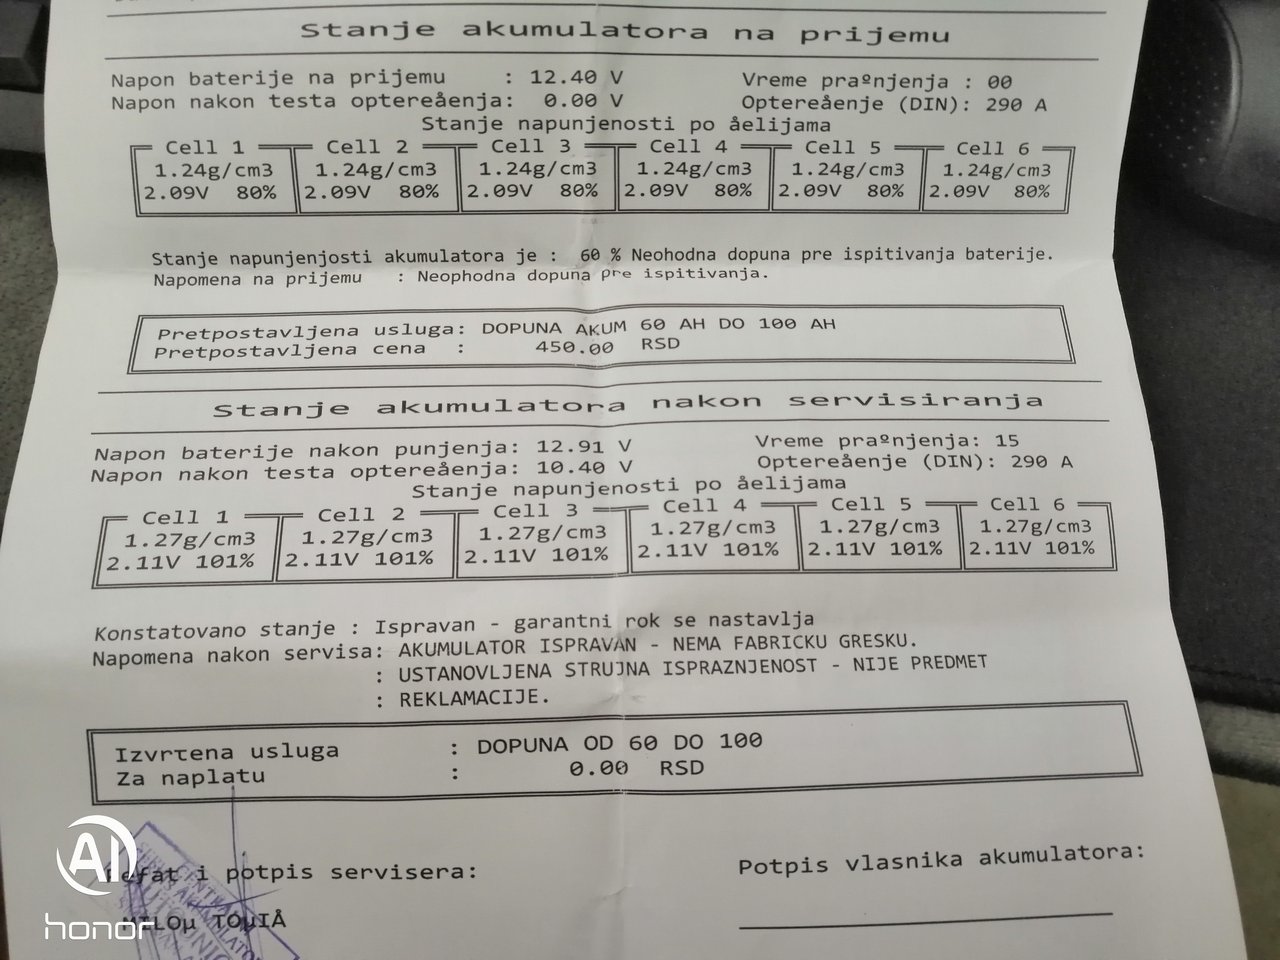 Stanje akumulatora na prijemu
Napon baterije na prijemu : 12.40 V Vreme praºnjenja : 00
Napon nakon testa optereåenja: 0.00 V Optereåenje (DIN): 290 A
Stanje napunjenosti po åelijama
Cell 1 Cell 2 Cell 3 Cell 4 Cell 5 Cell 6
1.24g/cm3 1.24g/cm3 1.24g/cm3 1.24g/cm3 1.24g/cm3 1.24g/cm3
2.09V 80% 2.09V 80% 2.09V 80% 2.09V 80% 2.09V 80% 2.09V 80%
Stanje napunjenjosti akumulatora je : 60 % Neohodna dopuna pre ispitivanja baterije.
Napomena na prijemu : Neophodna dopuna pre ispitivanja.
Pretpostavljena usluga: DOPUNA AKUM 60 AH DO 100 AH
Pretpostavljena cena : 450.00 RSD
Stanje akumulatora nakon servisiranja
Napon baterije nakon punjenja: 12.91 V Vreme praºnjenja: 15
Napon nakon testa optereåenja: 10.40 V Optereåenje (DIN): 290 A
Stanje napunjenosti po åelijama
Cell 1 Cell 2 Cell 3 Cell 4 Cell 5 Cell 6
1.27g/cm3 1.27g/cm3 1.27g/cm3 1.27g/cm3 1.27g/cm3 1.27g/cm3
2.11V 101% 2.11V 101% 2.11V 101% 2.11V 101% 2.11V 101% 2.11V 101%
Konstatovano stanje : Ispravan - garantni rok se nastavlja
Napomena nakon servisa: AKUMULATOR ISPRAVAN - NEMA FABRICKU GRESKU.
: USTANOVLJENA STRUJNA ISPRAZNJENOST - NIJE PREDMET
: REKLAMACIJE.
Izvrτena usluga : DOPUNA OD 60 DO 100
Za naplatu : 0.00 RSD
i potpis servisera: Potpis vlasnika akumulatora:
TOµIÅ
AI
honor